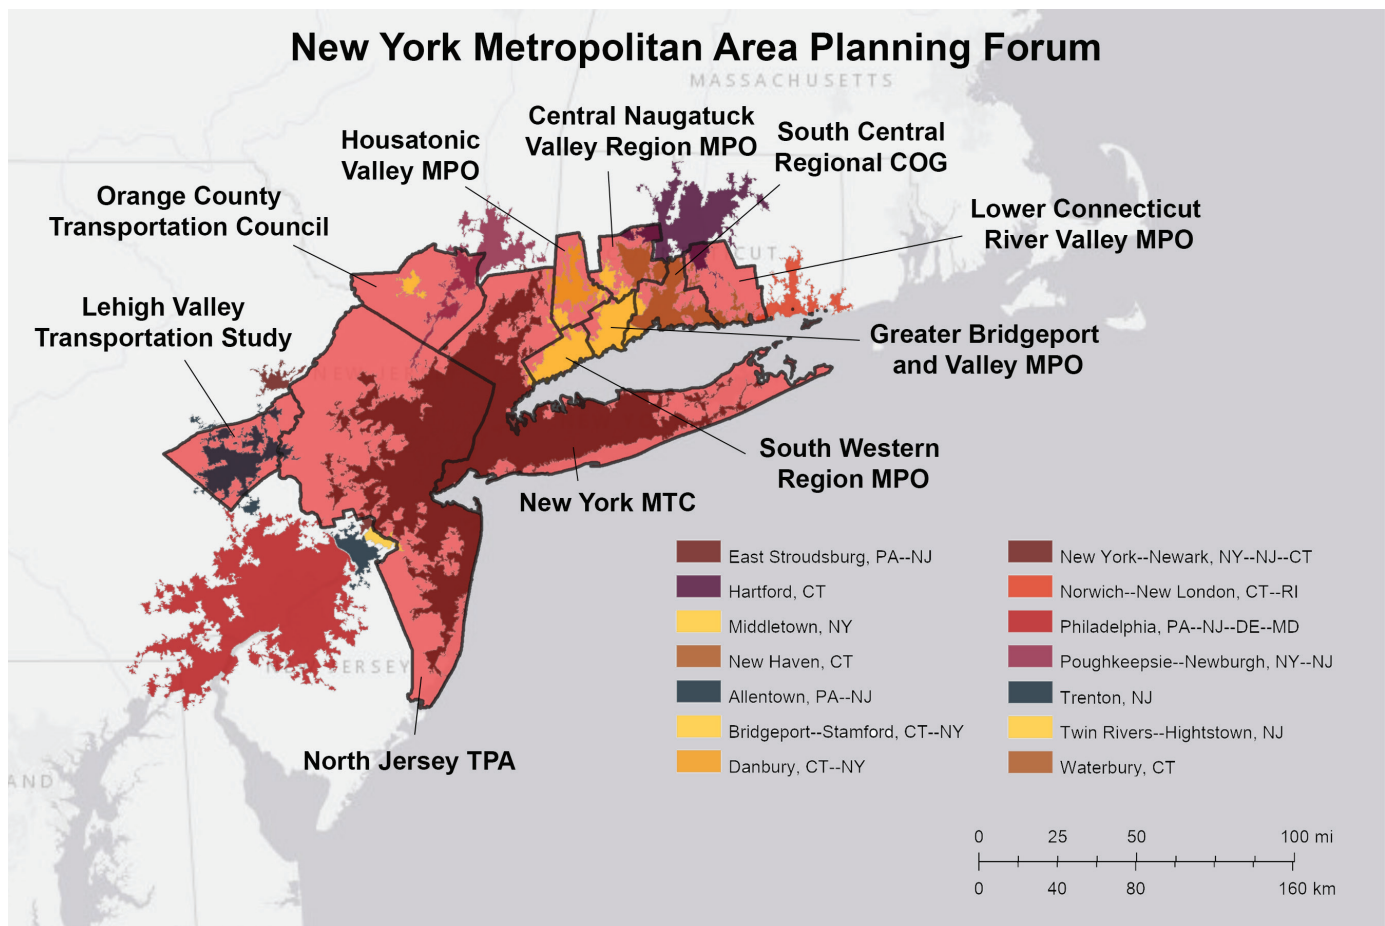 New York Metropolitan Area Planning Forum
MASSACHUSETTS
Central Naugatuck
Valley Region MPO
South Central
Regional COG
Housatonic
Valley MPO
Orange County
Transportation Council
Lower Connecticut
River Valley MPO
CUT
Lehigh Valley
Transportation Study
Greater Bridgeport
and Valley MPO
NEW JE
South Western
Region MPO
New York MTC
JERSEY
North Jersey TPA
AND
East Stroudsburg, PA--NJ
Hartford, CT
Middletown, NY
New Haven, CT
Allentown, PA--NJ
Bridgeport--Stamford, CT--NY
Danbury, CT--NY
New York--Newark, NY--NJ--CT
Norwich--New London, CT--RI
Philadelphia, PA--NJ--DE--MD
Poughkeepsie--Newburgh, NY--NJ
Trenton, NJ
Twin Rivers--Hightstown, NJ
Waterbury, CT
0 25 50 100 mi
0 40 80 160 km